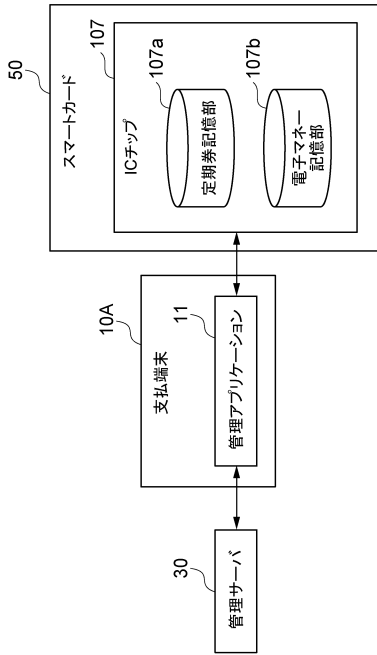 50
スマートカード
107
ICチップ
107a
定期券記憶部
107b
電子マネー
記憶部
10A
支払端末
11
管理アプリケーション
30
管理サーバ